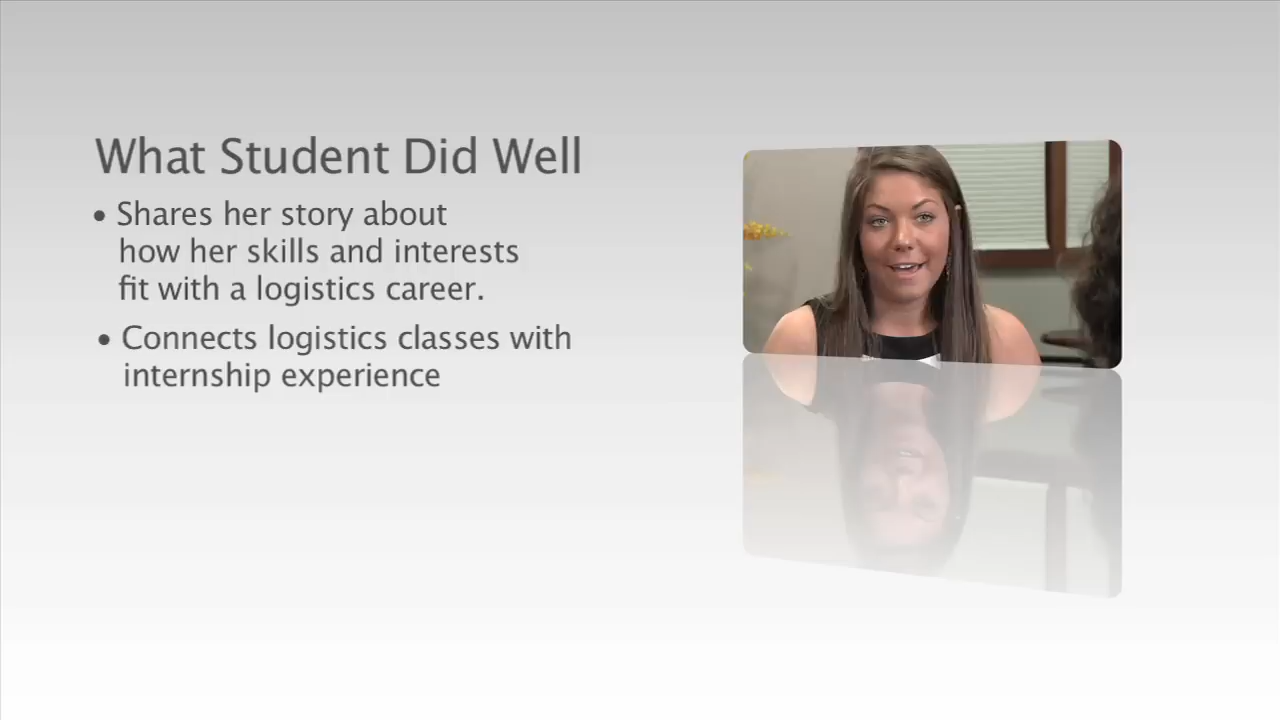 What Student Did Well
• Shares her story about
how her skills and interests
fit with a logistics career.
• Connects logistics classes with
internship experience